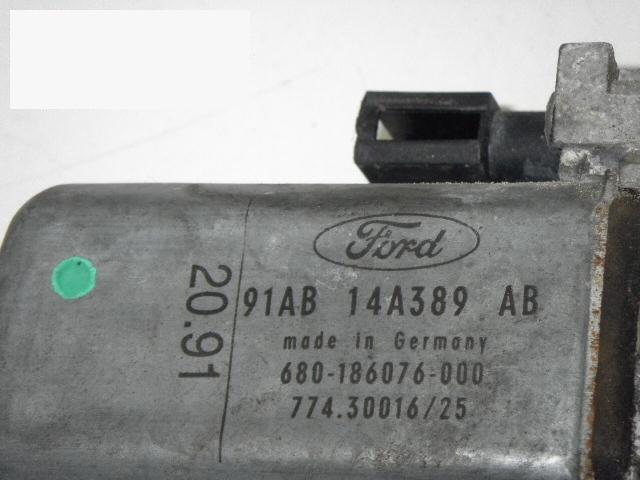 Ford
91AB 14A389 AB
made in Germany
680-186076-000
774.30016/25
20.91